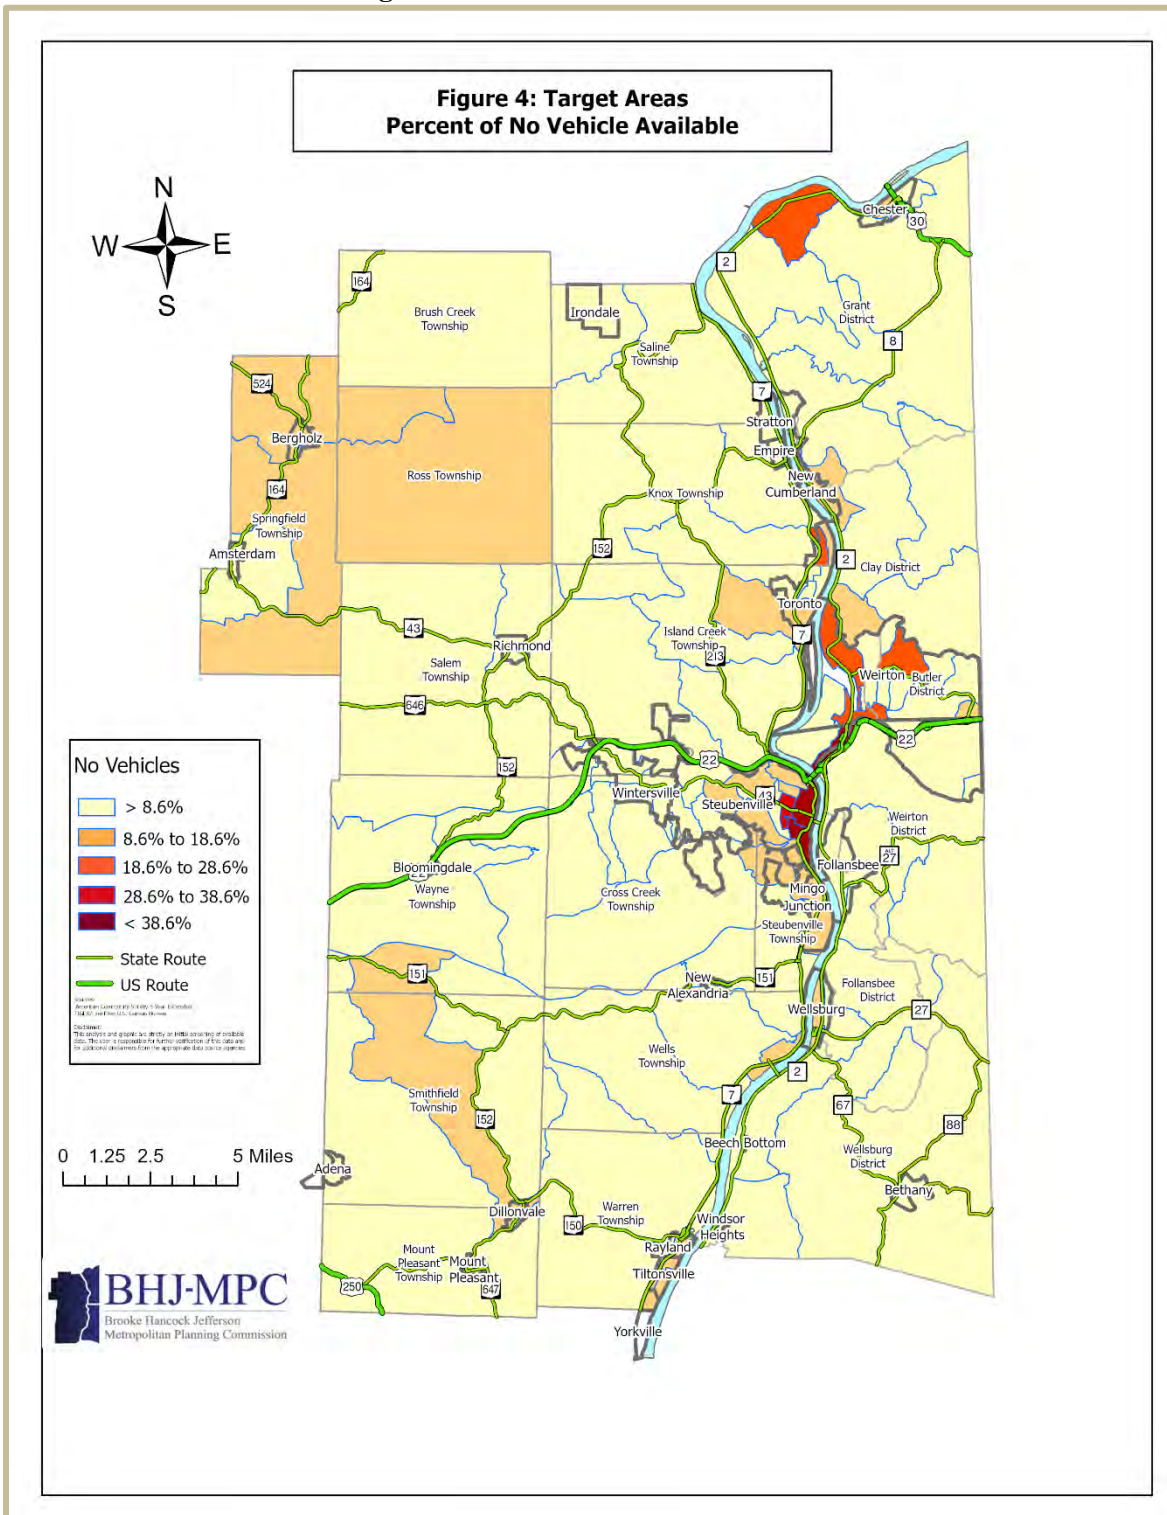 Figure 4: Target Areas
Percent of No Vehicle Available
N
W
E
S
Chester
30
2
164
Brush Creek
Township
Irondale
Grant
District
Saline
Township
8
524
7
Stratton
Bergholz
Empire
Ross Township
New
Cumberland
164
Knox Township
Springfield
Township
Amsterdam
152
2
Clay District
Toronto
43
Island Creek
Township
7
Richmond
213
Salem
Township
Weirton
Butler
District
646
22
No Vehicles
152
22
> 8.6%
8.6% to 18.6%
18.6% to 28.6%
28.6% to 38.6%
< 38.6%
State Route
US Route
Wintersville
43
Steubenville
Weirton
District
ALT
27
Bloomingdale
22
Follansbee
Wayne
Township
Cross Creek
Township
Mingo
Junction
Steubenville
Township
151
New
Alexandria
151
Follansbee
District
Wellsburg
27
Disclaimer:
Wells
Township
2
Smithfield
Township
7
67
152
88
Beech Bottom
0 1.25 2.5 5 Miles
Wellsburg
District
Adena
Bethany
Dillonvale
Warren
Township
Windsor
Heights
150
Rayland
Mount
Pleasant
Township
Mount
Pleasant
Tiltonsville
250
647
BHJ-MPC
Brooke Hancock Jefferson
Metropolitan Planning Commission
Yorkville